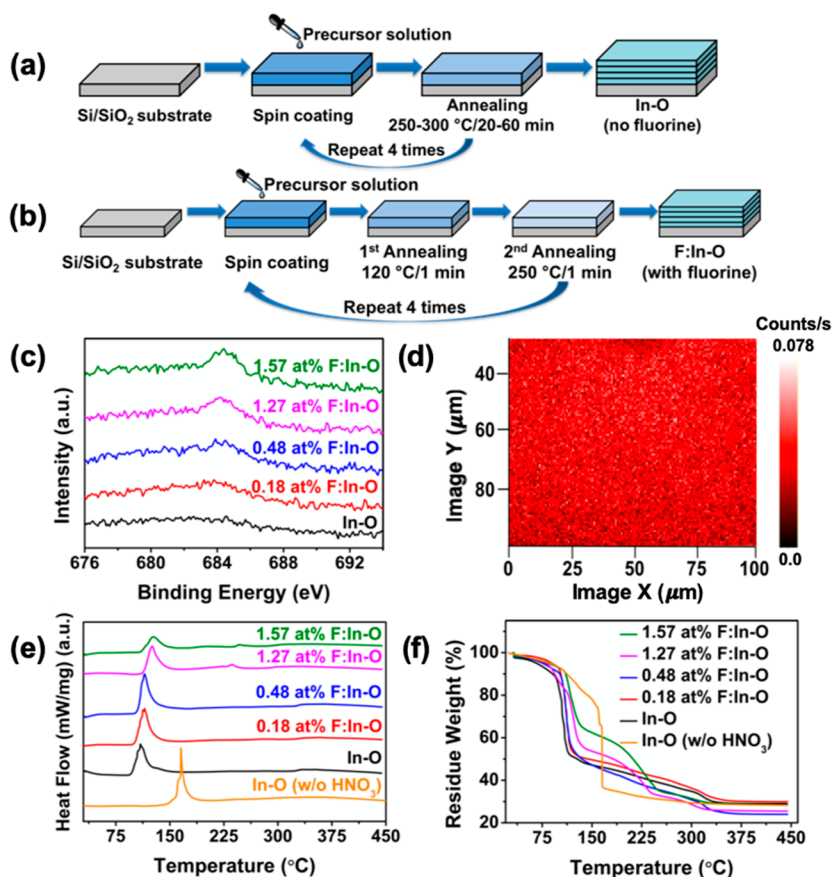 (a)
Precursor solution
Si/SiO₂ substrate
Spin coating
Annealing
250-300 °C/20-60 min
In-O
(no fluorine)
Repeat 4 times
(b)
Precursor solution
Si/SiO₂ substrate
Spin coating
1ˢᵗ Annealing
120 °C/1 min
2ⁿᵈ Annealing
250 °C/1 min
F:In-O
(with fluorine)
Repeat 4 times
(c)
Intensity (a.u.)
1.57 at% F:In-O
1.27 at% F:In-O
0.48 at% F:In-O
0.18 at% F:In-O
In-O
676 680 684 688 692
Binding Energy (eV)
(d)
Counts/s
0.078
0.0
Image Y (μm)
40
60
80
0 25 50 75 100
Image X (μm)
(e)
Heat Flow (mW/mg) (a.u.)
1.57 at% F:In-O
1.27 at% F:In-O
0.48 at% F:In-O
0.18 at% F:In-O
In-O
In-O (w/o HNO₃)
75 150 225 300 375 450
Temperature (°C)
(f)
Residue Weight (%)
100
80
60
40
20
1.57 at% F:In-O
1.27 at% F:In-O
0.48 at% F:In-O
0.18 at% F:In-O
In-O
In-O (w/o HNO₃)
75 150 225 300 375 450
Temperature (°C)